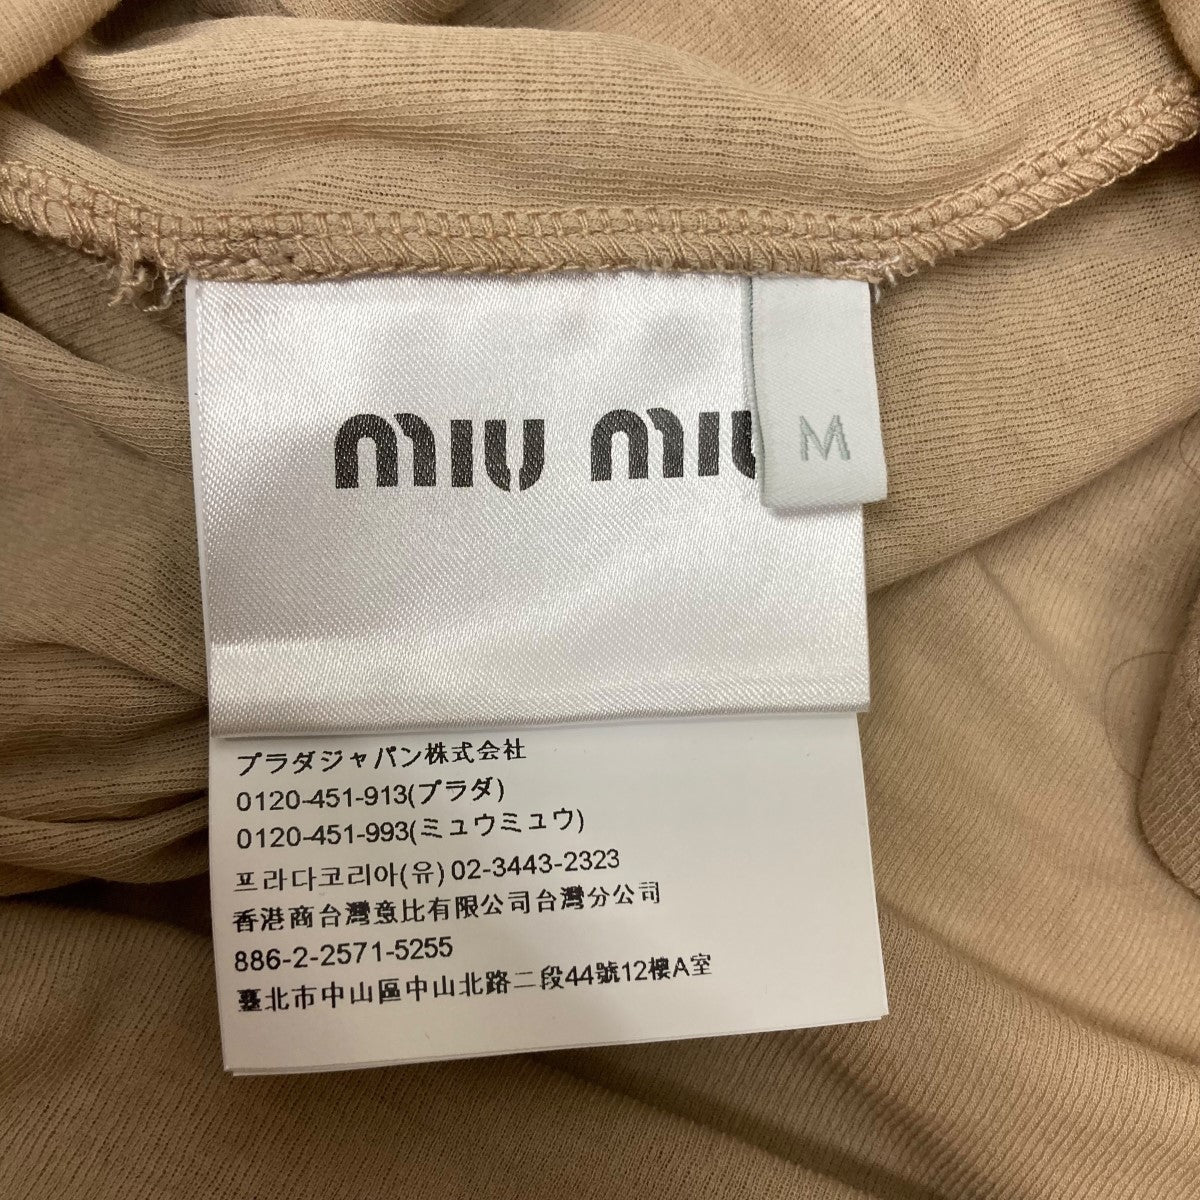 miu miu
M
プラダジャパン株式会社
0120-451-913(プラダ)
0120-451-993(ミュウミュウ)
프라다코리아(유) 02-3443-2323
香港商台灣意比有限公司台灣分公司
886-2-2571-5255
臺北市中山區中山北路二段44號12樓A室